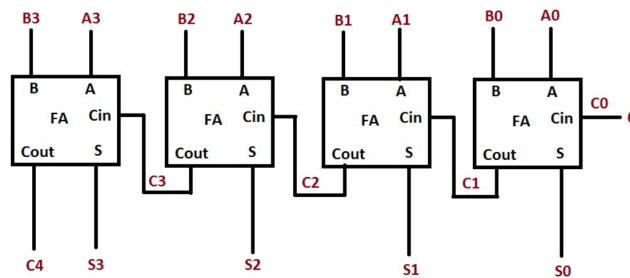 B3 A3 B2 A2 B1 A1 B0 A0
B A B A B A B A
C0
FA Cin FA Cin FA Cin FA Cin
Cout S Cout S Cout S Cout S
C3 C2 C1
C4 S3 S2 S1 S0